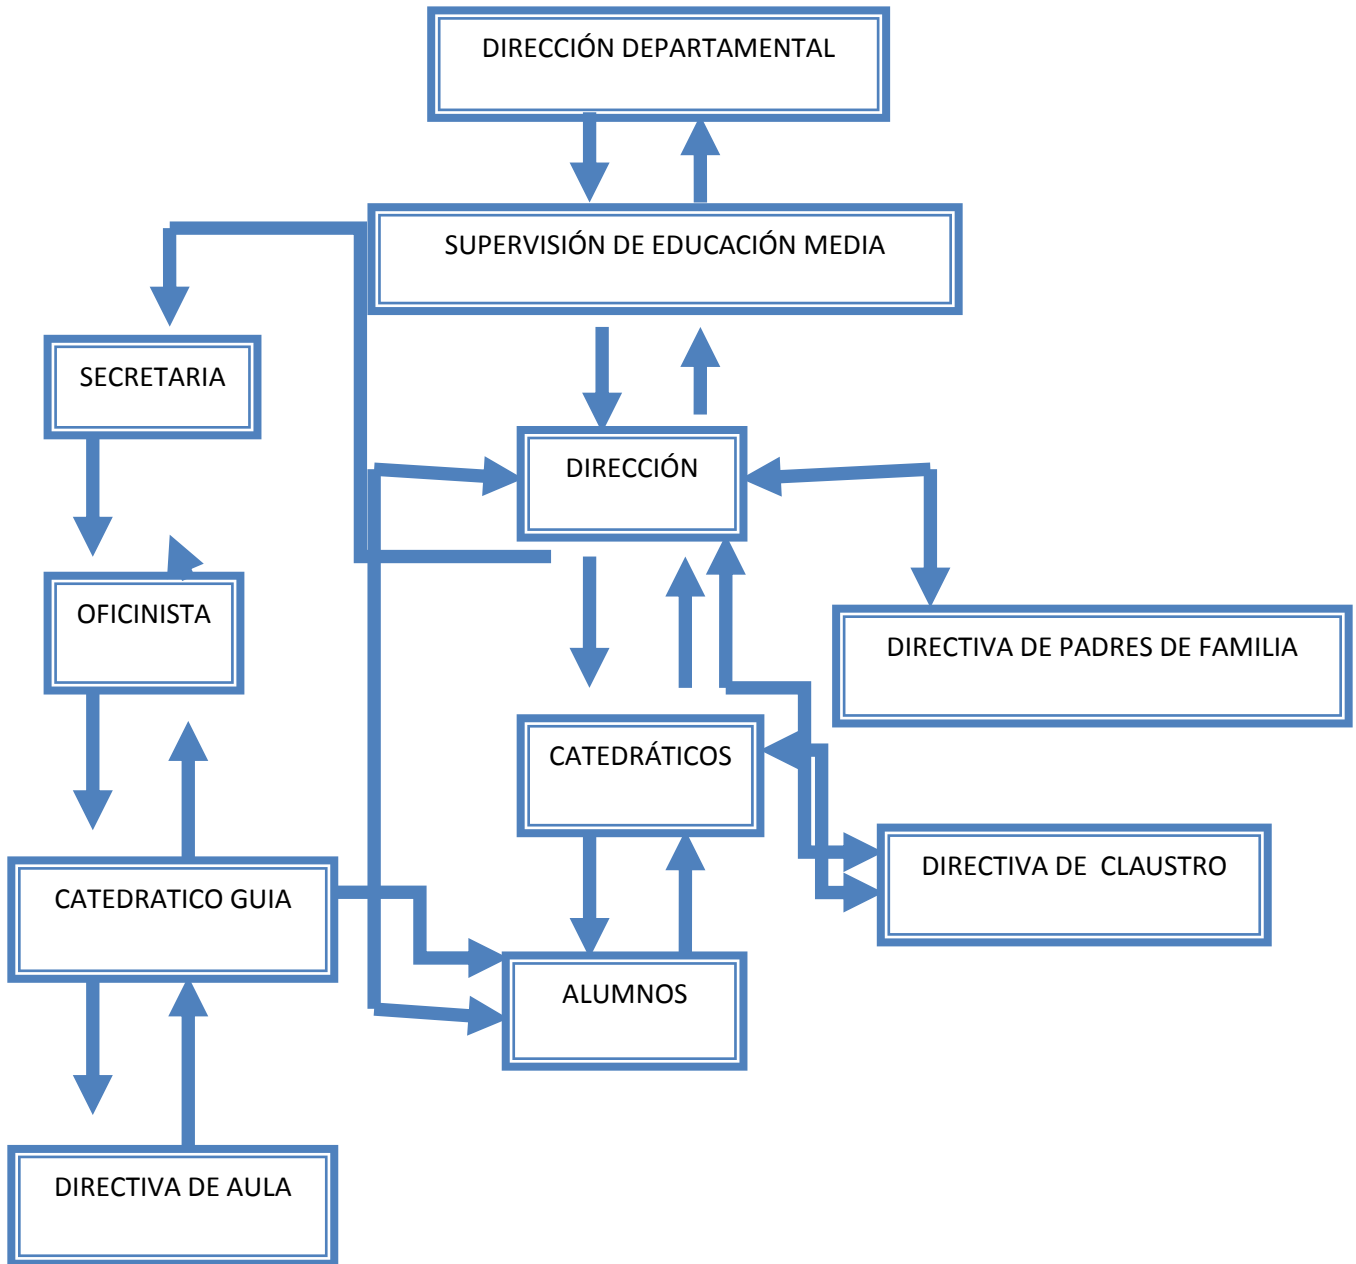 DIRECCIÓN DEPARTAMENTAL
SUPERVISIÓN DE EDUCACIÓN MEDIA
SECRETARIA
DIRECCIÓN
OFICINISTA
DIRECTIVA DE PADRES DE FAMILIA
CATEDRÁTICOS
DIRECTIVA DE  CLAUSTRO
CATEDRATICO GUIA
ALUMNOS
DIRECTIVA DE AULA